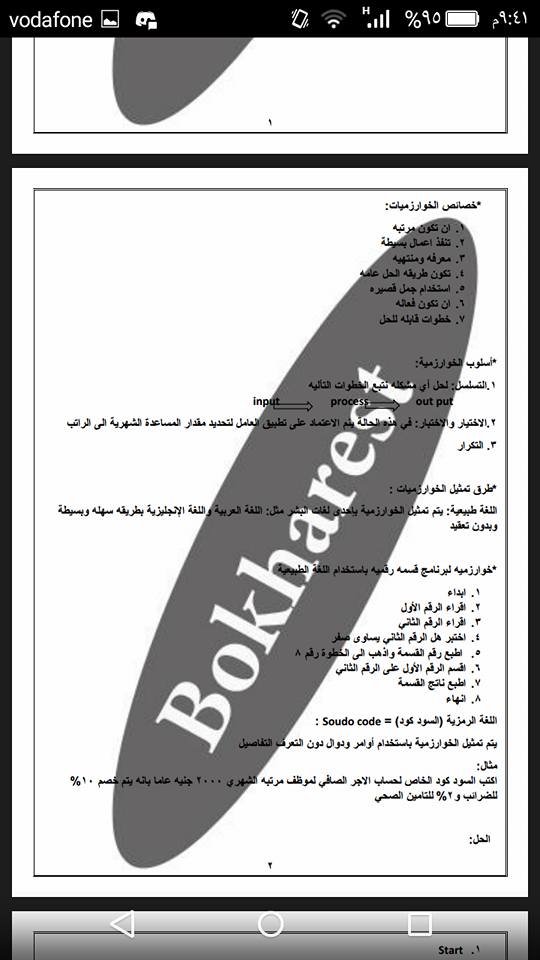 vodafone
H
%٩٥
٩:٤١م
١
*خصائص الخوارزميات:
١. ان تكون مرتبه
٢. تنفذ اعمال بسيطة
٣. معرفه ومنتهيه
٤. تكون طريقه الحل عامه
٥. استخدام جمل قصيره
٦. ان تكون فعاله
٧. خطوات قابله للحل
*أسلوب الخوارزمية:
١.التسلسل: لحل أي مشكله نتبع الخطوات التأليه
input process out put
٢.الاختيار والاختبار: في هذه الحالة يتم الاعتماد على تطبيق العامل لتحديد مقدار المساعدة الشهرية الى الراتب
٣. التكرار
*طرق تمثيل الخوارزميات :
اللغة طبيعية: يتم تمثيل الخوارزمية بإحدى لغات البشر مثل: اللغة العربية واللغة الإنجليزية بطريقه سهله وبسيطة
وبدون تعقيد
*خوارزميه لبرنامج قسمه رقميه باستخدام اللغة الطبيعية
١. ابداء
٢. اقراء الرقم الأول
٣. اقراء الرقم الثاني
٤. اختبر هل الرقم الثاني يساوى صفر
٥. اطبع رقم القسمة واذهب الى الخطوة رقم ٨
٦. اقسم الرقم الأول على الرقم الثاني
٧. اطبع ناتج القسمة
٨. انهاء
اللغة الرمزية (السود كود) = Soudo code :
يتم تمثيل الخوارزمية باستخدام أوامر ودوال دون التعرف التفاصيل
مثال:
اكتب السود كود الخاص لحساب الاجر الصافي لموظف مرتبه الشهري ٢٠٠٠ جنيه عاما بانه يتم خصم ١٠%
للضرائب و٢% للتامين الصحي
الحل:
Bokharest
٢
١. Start